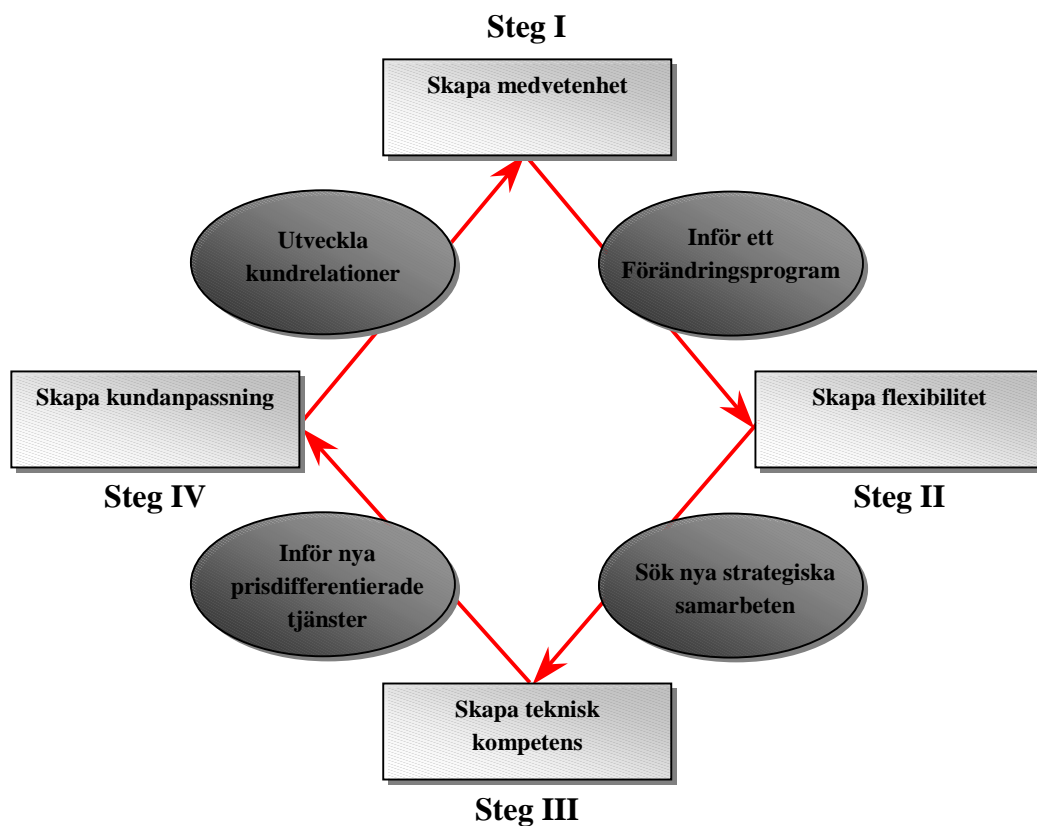 Steg I
Skapa medvetenhet
Utveckla
kundrelationer
Inför ett
Förändringsprogram
Skapa kundanpassning
Steg IV
Skapa flexibilitet
Steg II
Inför nya
prisdifferentierade
tjänster
Sök nya strategiska
samarbeten
Skapa teknisk
kompetens
Steg III